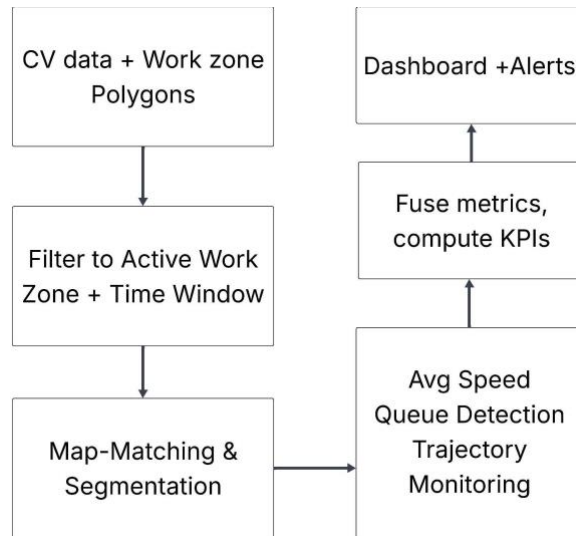 CV data + Work zone
Polygons
Filter to Active Work
Zone + Time Window
Map-Matching &
Segmentation
Avg Speed
Queue Detection
Trajectory
Monitoring
Fuse metrics,
compute KPIs
Dashboard +Alerts